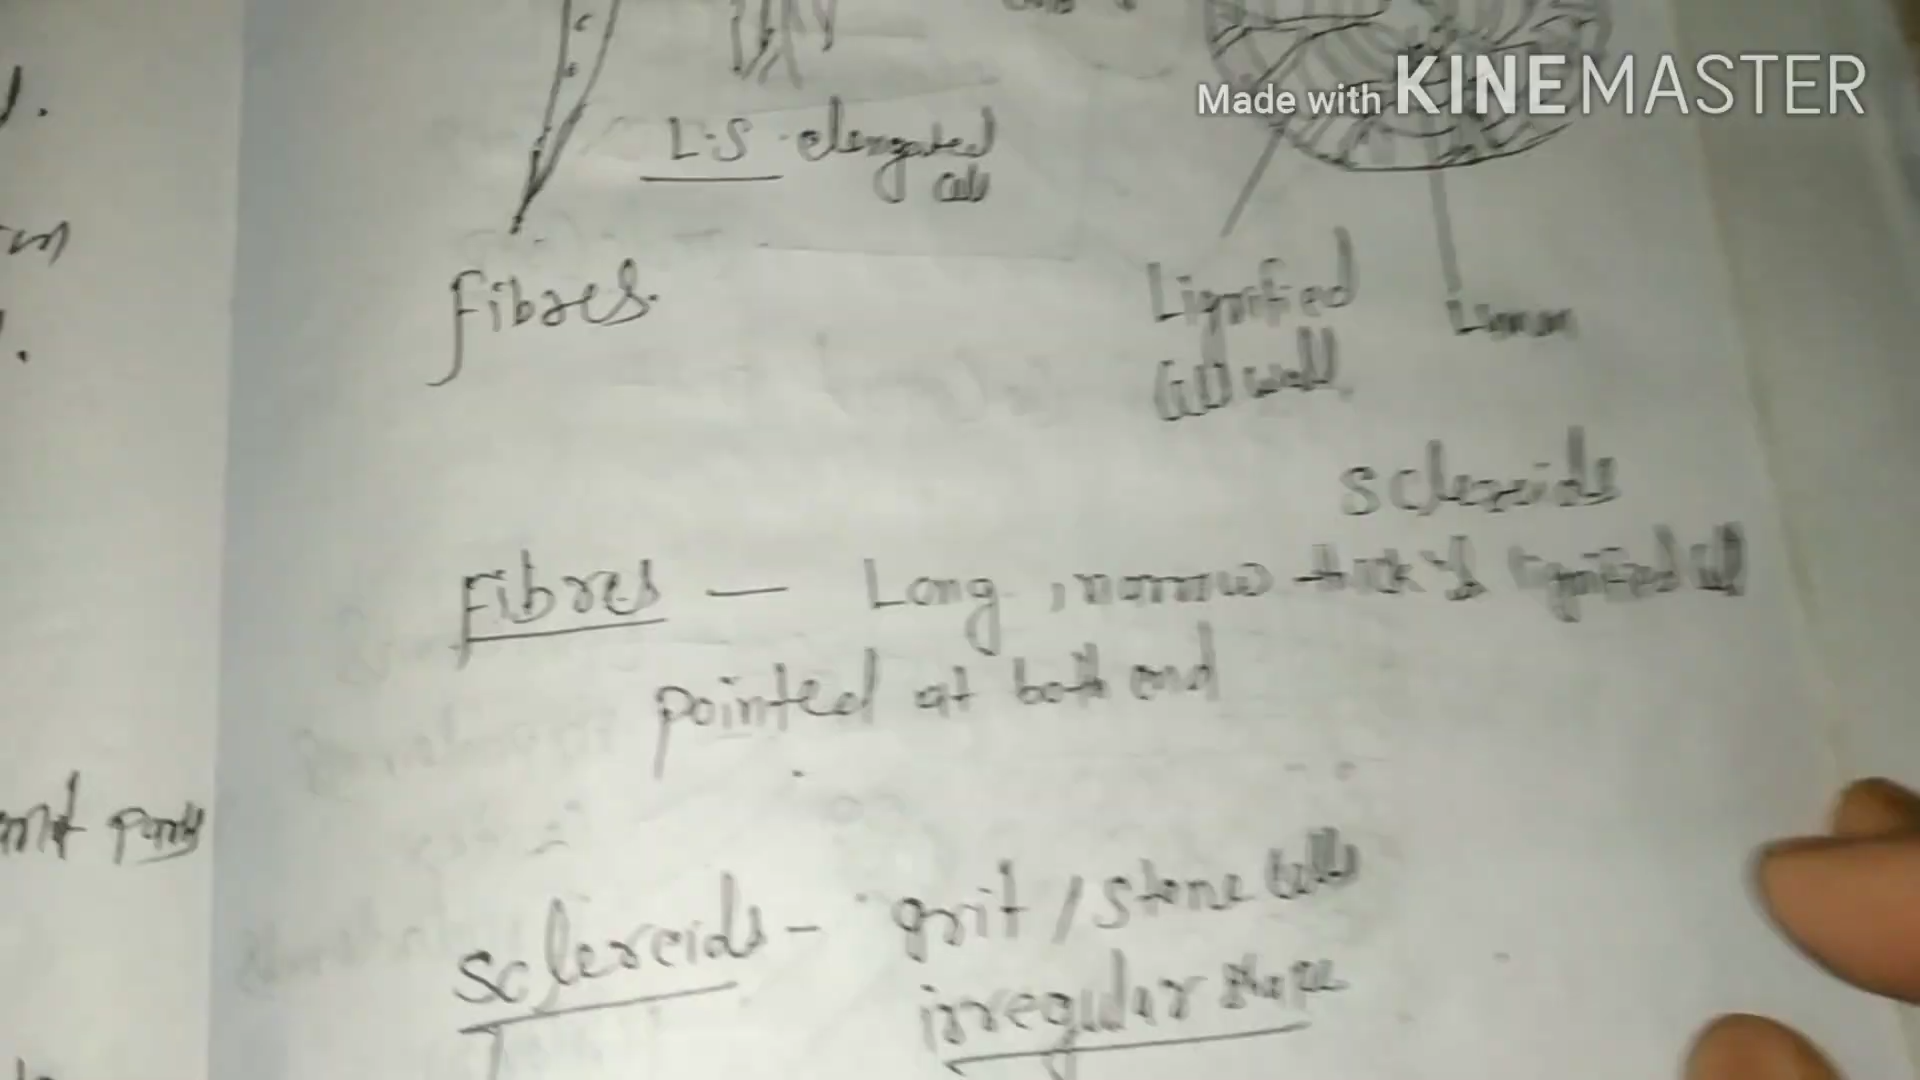 Made with KINEMASTER
L.S - elongated
cells
Fibres.
Lignified
Cell wall
Lumen
Sclereids
Fibres — Long, narrow thick & lignified cell
pointed at both end
Sclereids - grit / stone cells
irregular shape